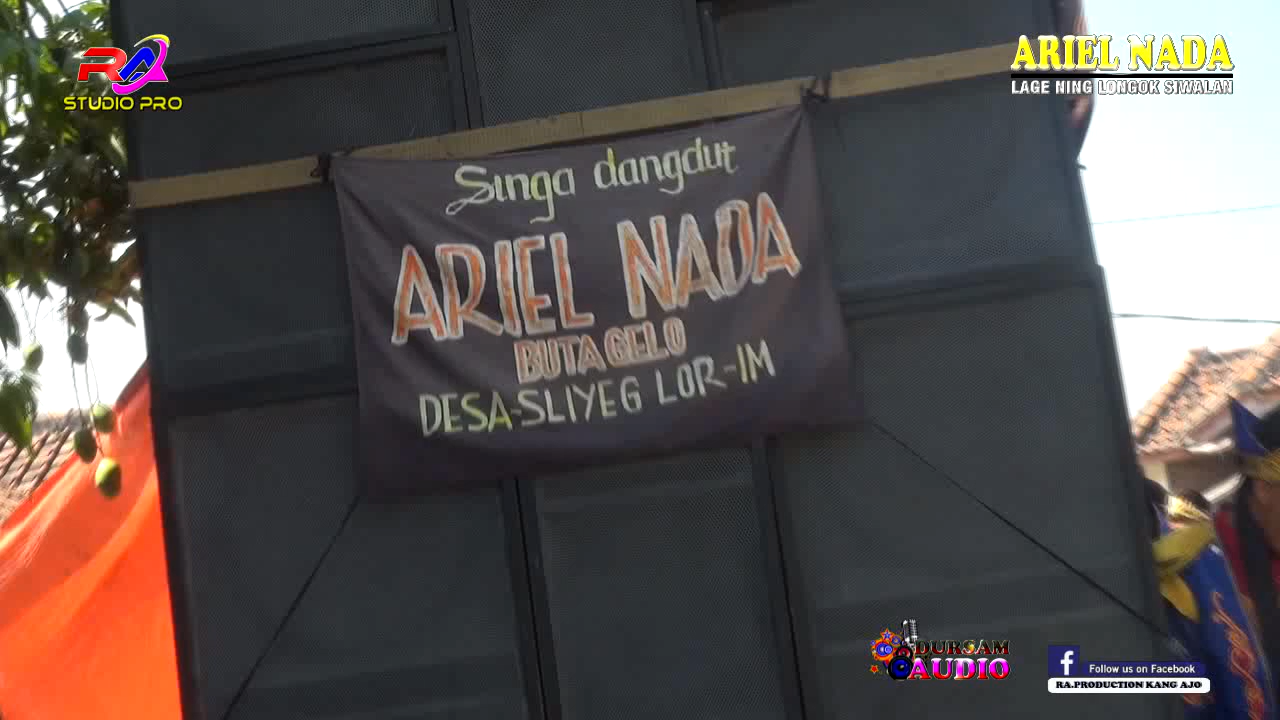 RA
STUDIO PRO
ARIEL NADA
LAGE NING LONGOK SIWALAN
Singa dangdut
ARIEL NADA
BUTA GELO
DESA-SLIYEG LOR-IM
DURSAM
AUDIO
f Follow us on Facebook
RA.PRODUCTION KANG AJO